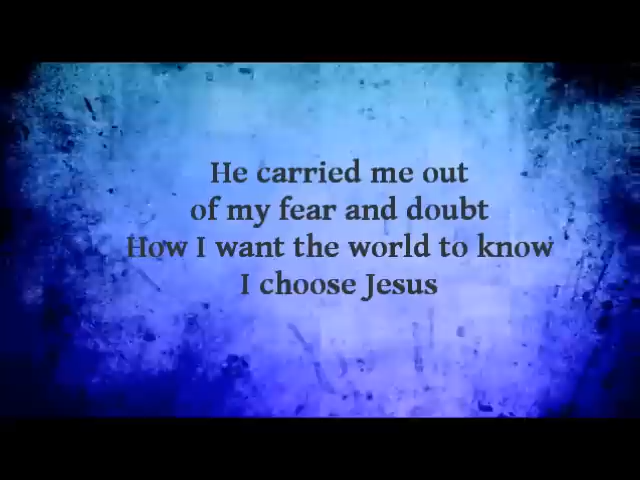 He carried me out
of my fear and doubt
How I want the world to know
I choose Jesus